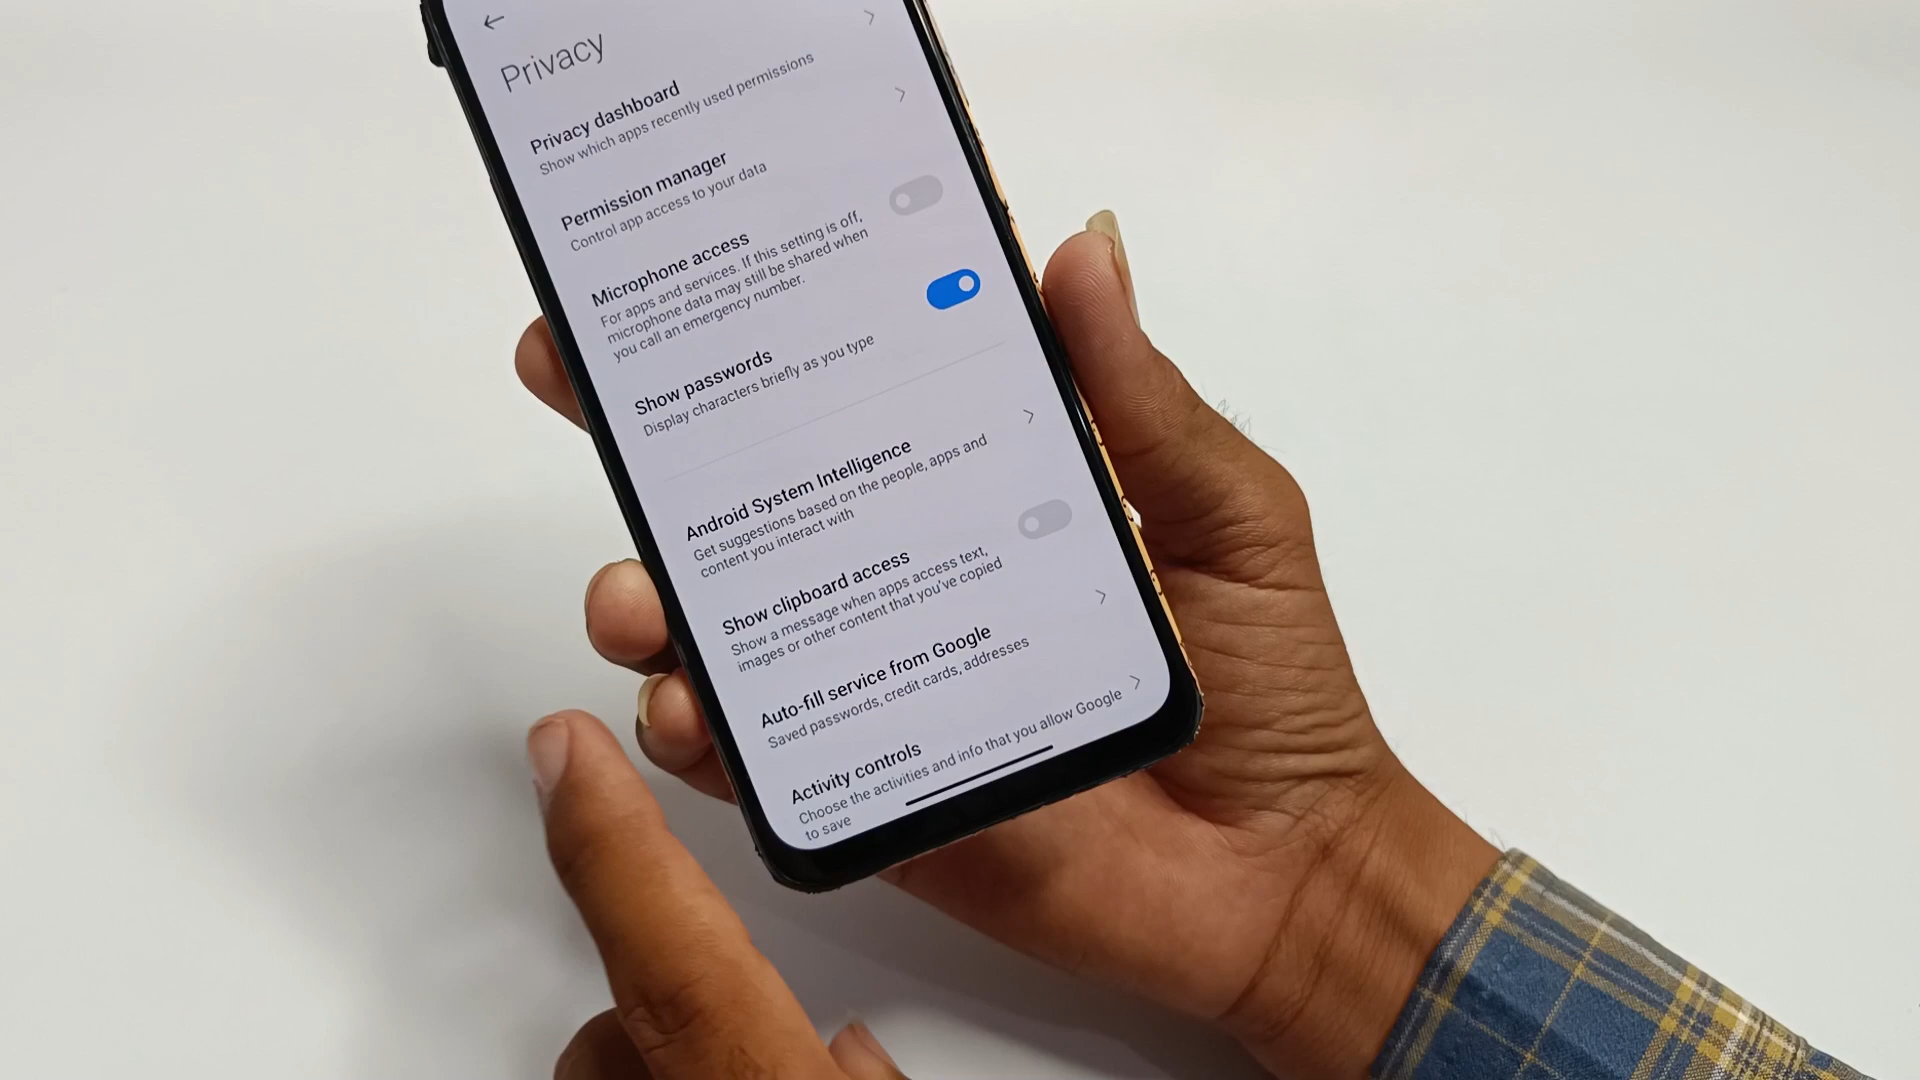 Privacy
Privacy dashboard
Show which apps recently used permissions
Permission manager
Control app access to your data
Microphone access
For apps and services. If this setting is off,
microphone data may still be shared when
you call an emergency number.
Show passwords
Display characters briefly as you type
Android System Intelligence
Get suggestions based on the people, apps and
content you interact with
Show clipboard access
Show a message when apps access text,
images or other content that you've copied
Auto-fill service from Google
Saved passwords, credit cards, addresses
Activity controls
Choose the activities and info that you allow Google
to save